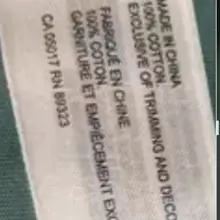 MADE IN CHINA
100% COTTON.
EXCLUSIVE OF TRIMMING AND DECO
FABRIQUÉ EN CHINE
100% COTON.
GARNITURE ET EMPIÈCEMENT EXC
CA 05017 RN 89323